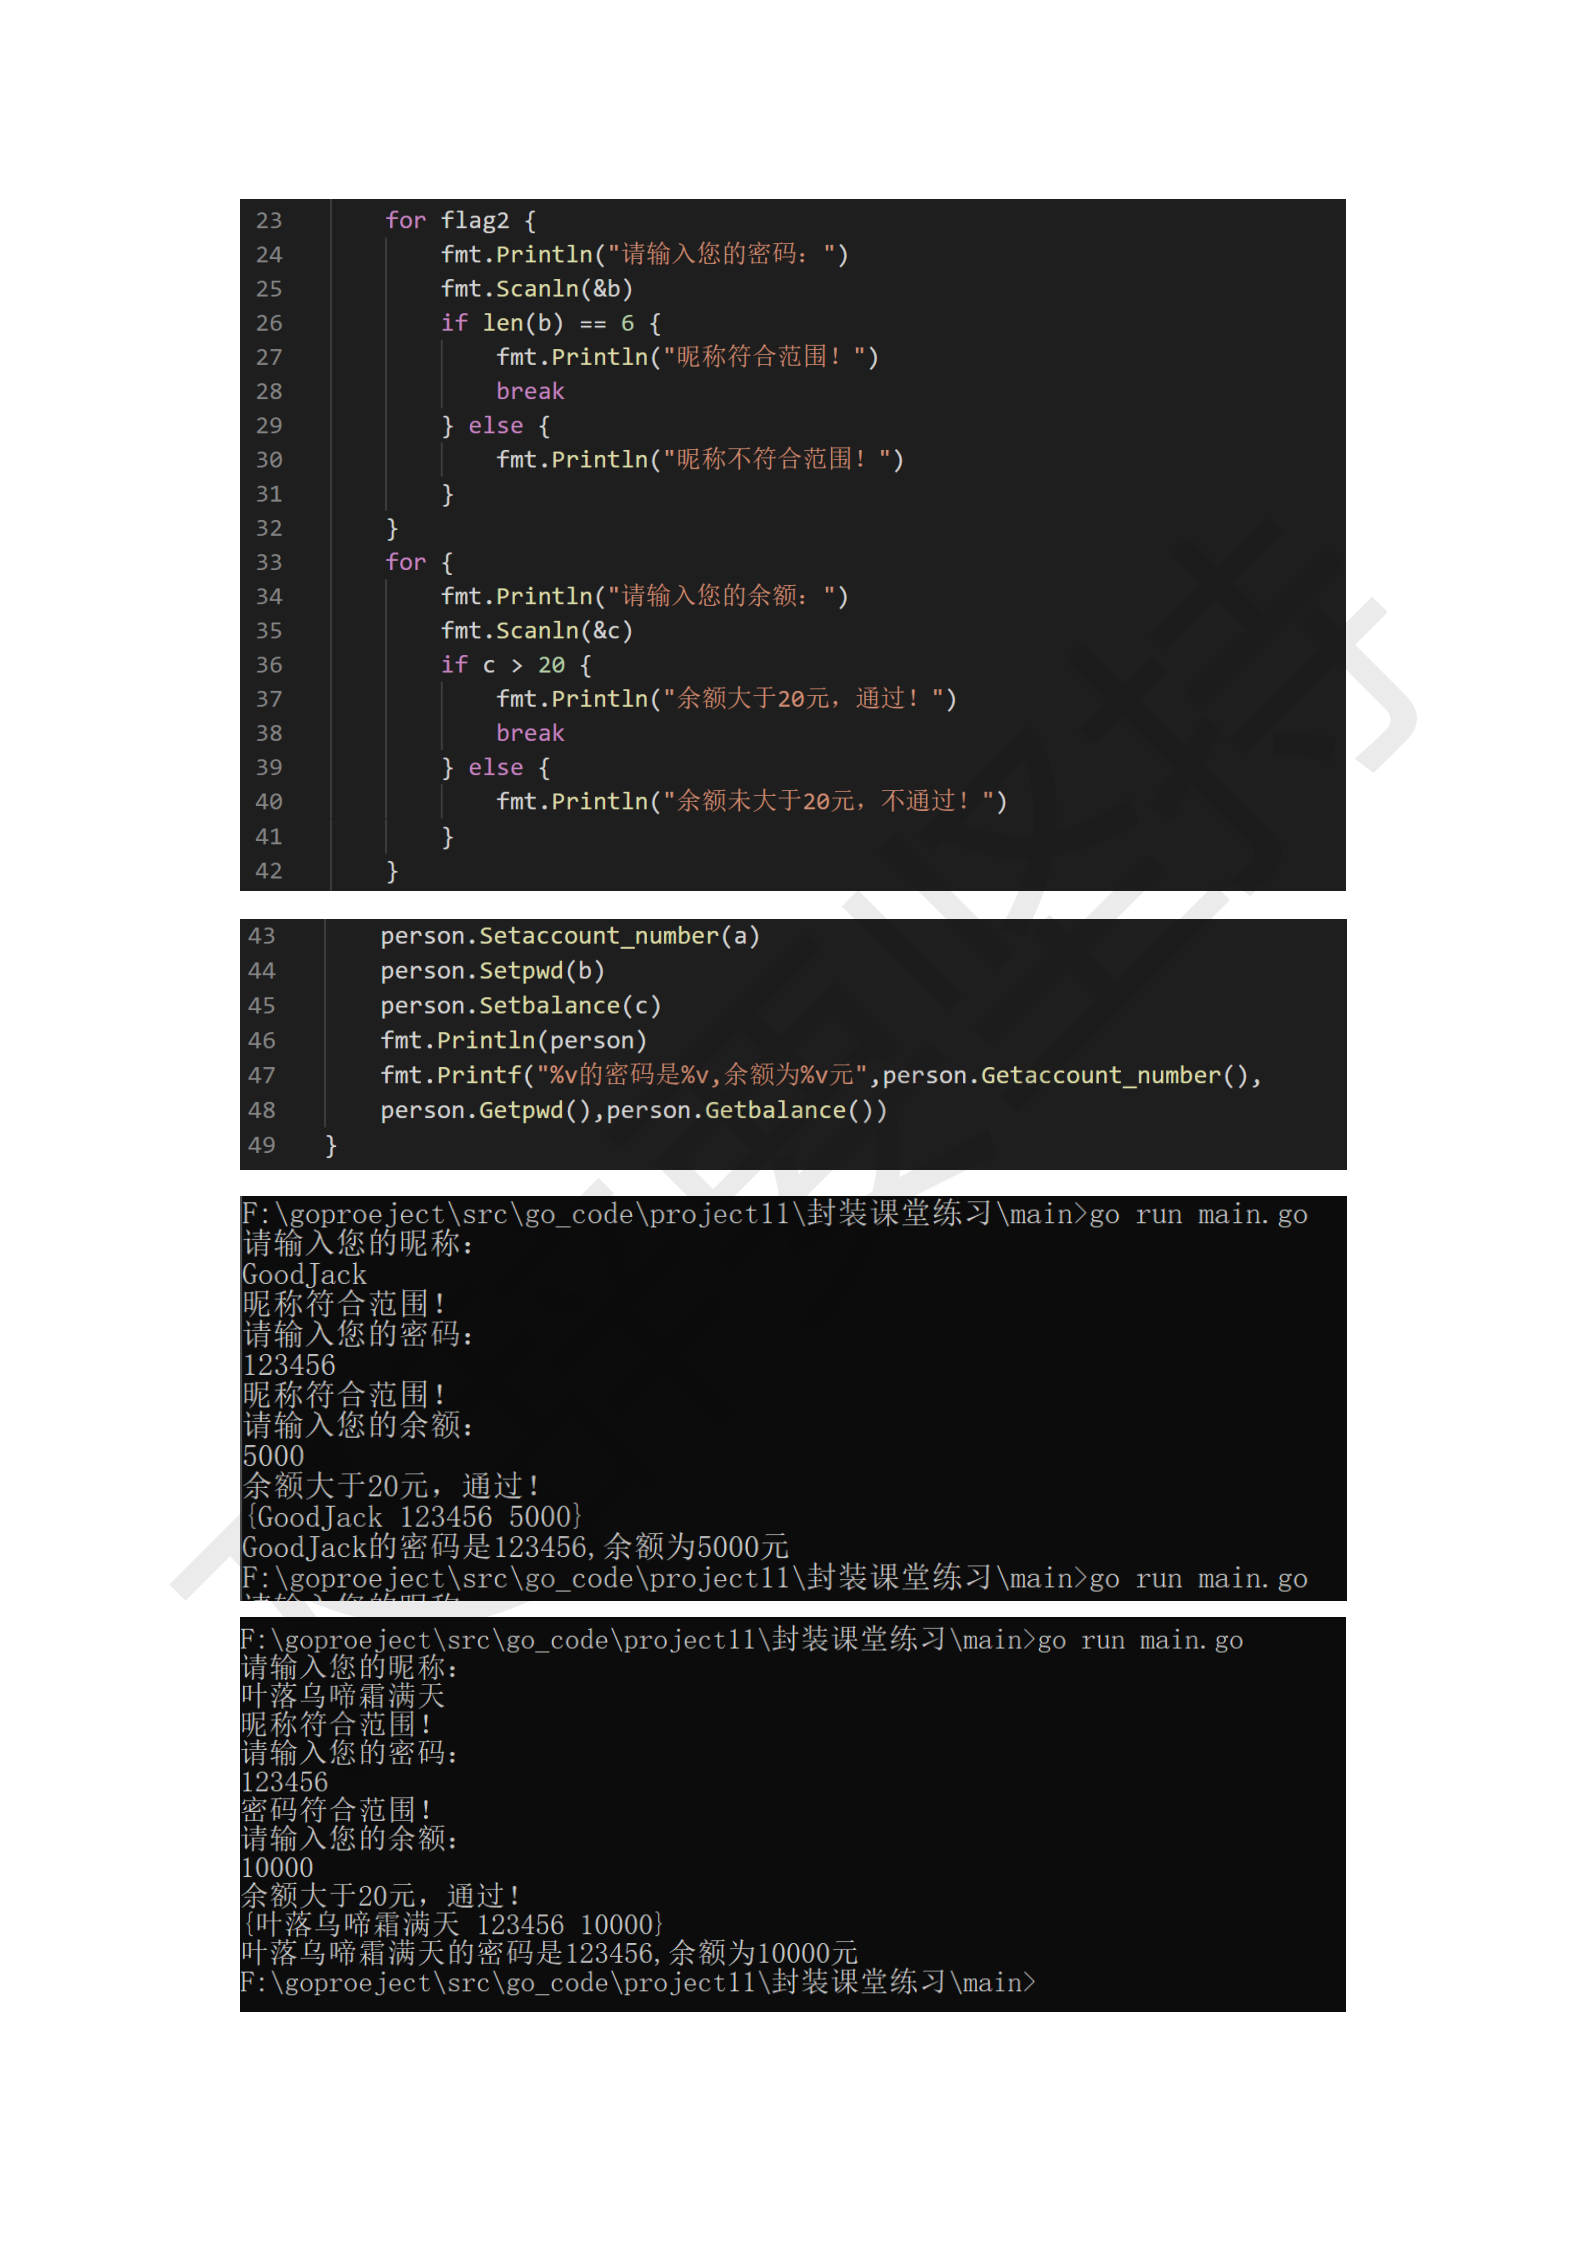 23 for flag2 {
24 fmt.Println("请输入您的密码：")
25 fmt.Scanln(&b)
26 if len(b) == 6 {
27 fmt.Println("昵称符合范围！")
28 break
29 } else {
30 fmt.Println("昵称不符合范围！")
31 }
32 }
33 for {
34 fmt.Println("请输入您的余额：")
35 fmt.Scanln(&c)
36 if c > 20 {
37 fmt.Println("余额大于20元，通过！")
38 break
39 } else {
40 fmt.Println("余额未大于20元，不通过！")
41 }
42 }
43 person.Setaccount_number(a)
44 person.Setpwd(b)
45 person.Setbalance(c)
46 fmt.Println(person)
47 fmt.Printf("%v的密码是%v,余额为%v元",person.Getaccount_number(),
48 person.Getpwd(),person.Getbalance())
49 }
F:\goproeject\src\go_code\project11\封装课堂练习\main>go run main.go
请输入您的昵称：
GoodJack
昵称符合范围！
请输入您的密码：
123456
昵称符合范围！
请输入您的余额：
5000
余额大于20元，通过！
{GoodJack 123456 5000}
GoodJack的密码是123456,余额为5000元
F:\goproeject\src\go_code\project11\封装课堂练习\main>go run main.go
F:\goproeject\src\go_code\project11\封装课堂练习\main>go run main.go
请输入您的昵称：
叶落乌啼霜满天
昵称符合范围！
请输入您的密码：
123456
密码符合范围！
请输入您的余额：
10000
余额大于20元，通过！
{叶落乌啼霜满天 123456 10000}
叶落乌啼霜满天的密码是123456,余额为10000元
F:\goproeject\src\go_code\project11\封装课堂练习\main>